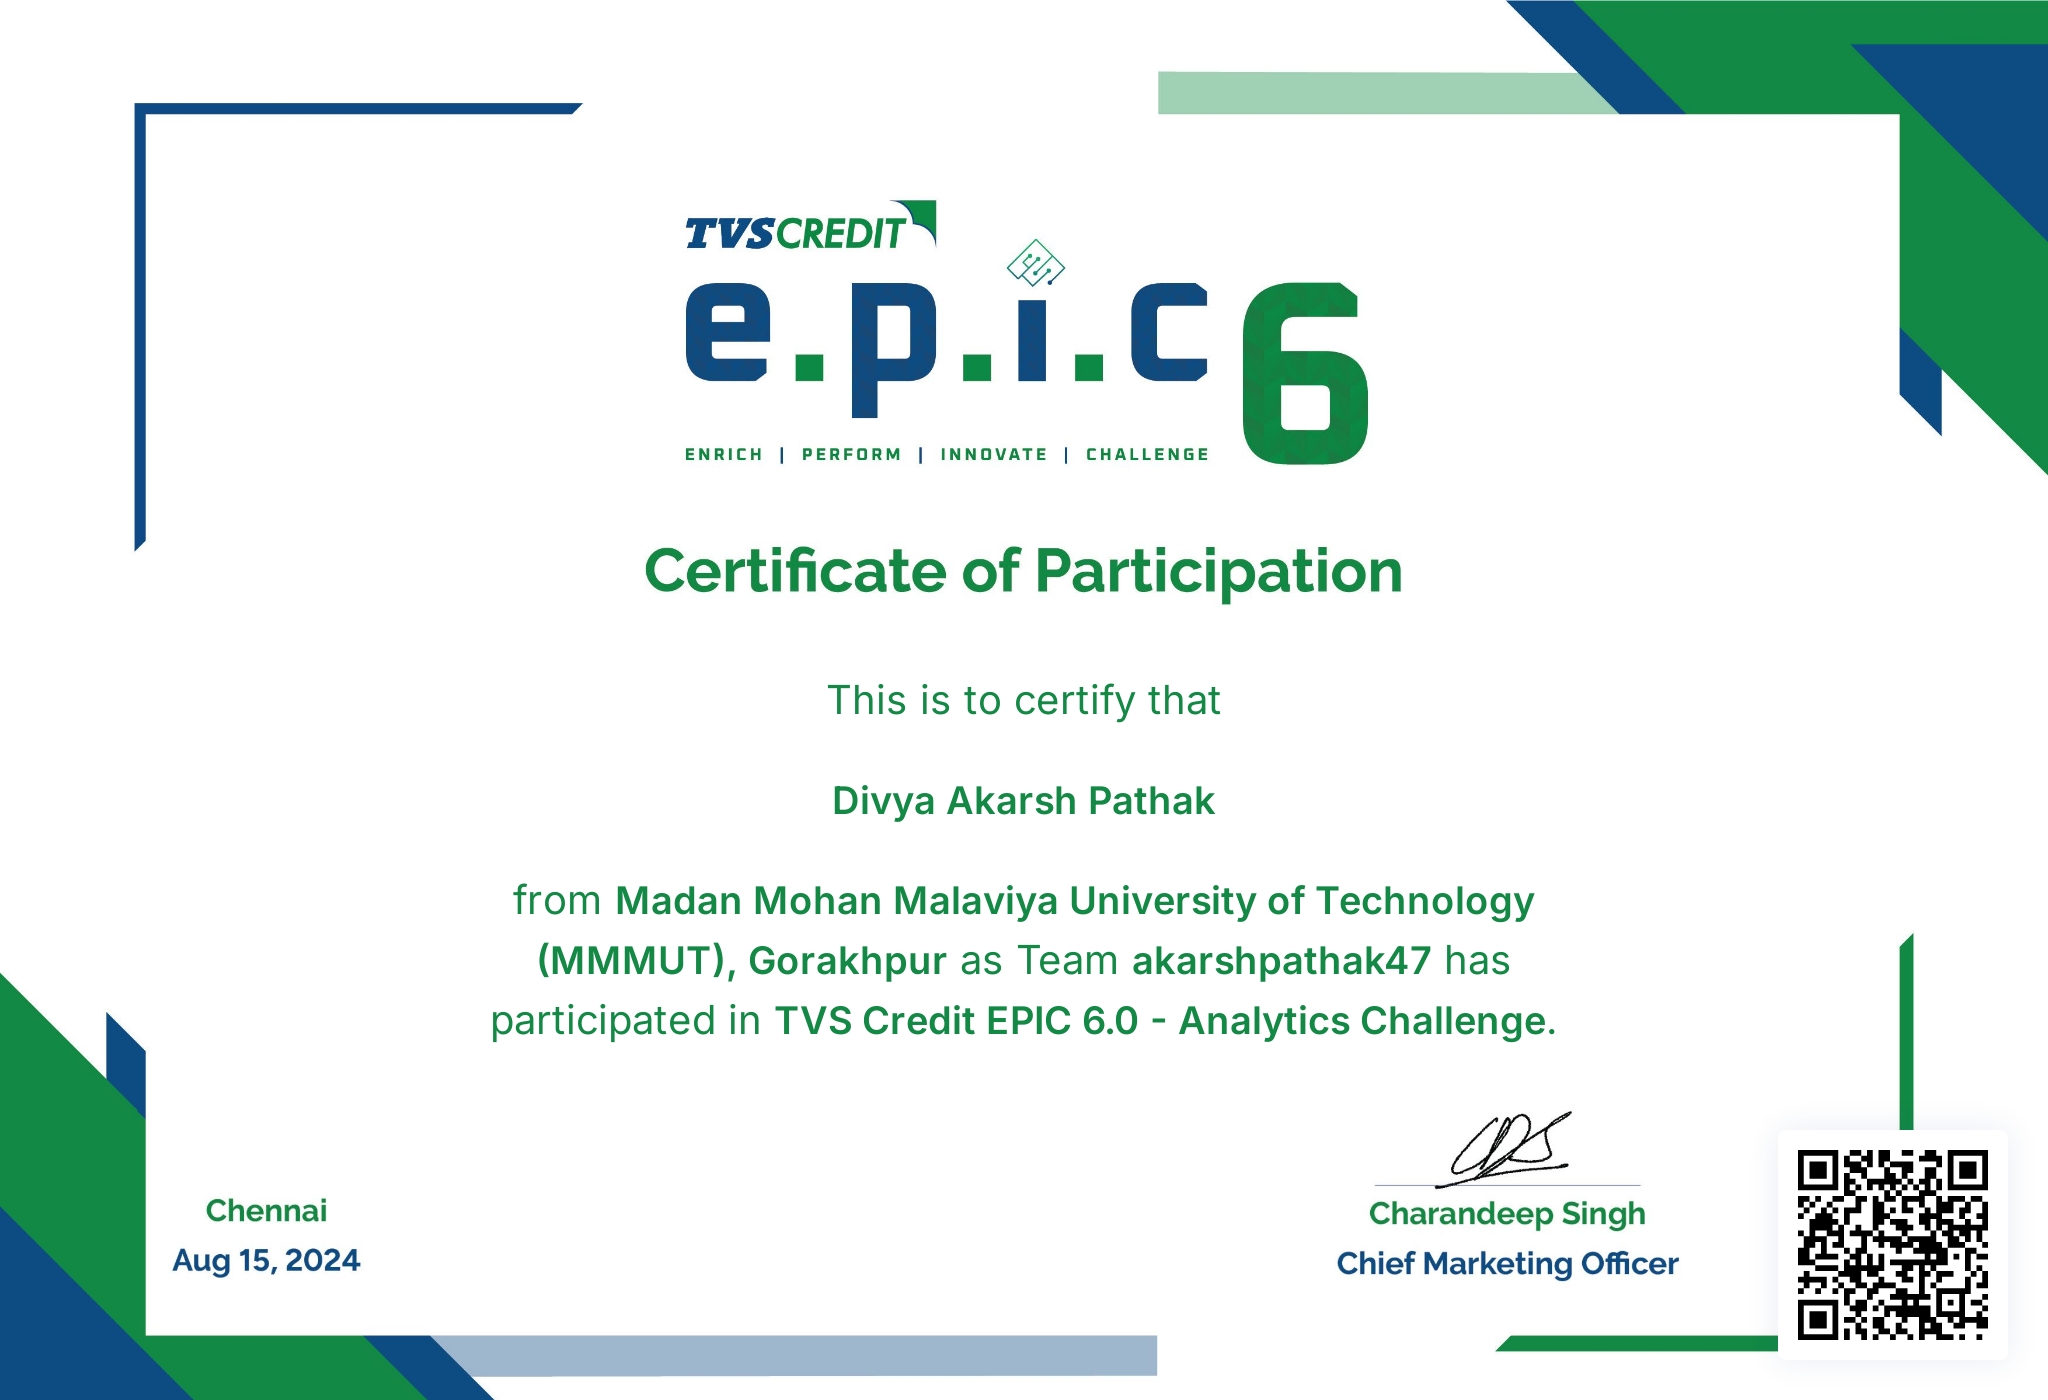 TVSCREDIT
e.p.i.c 6
ENRICH | PERFORM | INNOVATE | CHALLENGE
Certificate of Participation
This is to certify that
Divya Akarsh Pathak
from Madan Mohan Malaviya University of Technology
(MMMUT), Gorakhpur as Team akarshpathak47 has
participated in TVS Credit EPIC 6.0 - Analytics Challenge.
Chennai
Aug 15, 2024
Charandeep Singh
Chief Marketing Officer